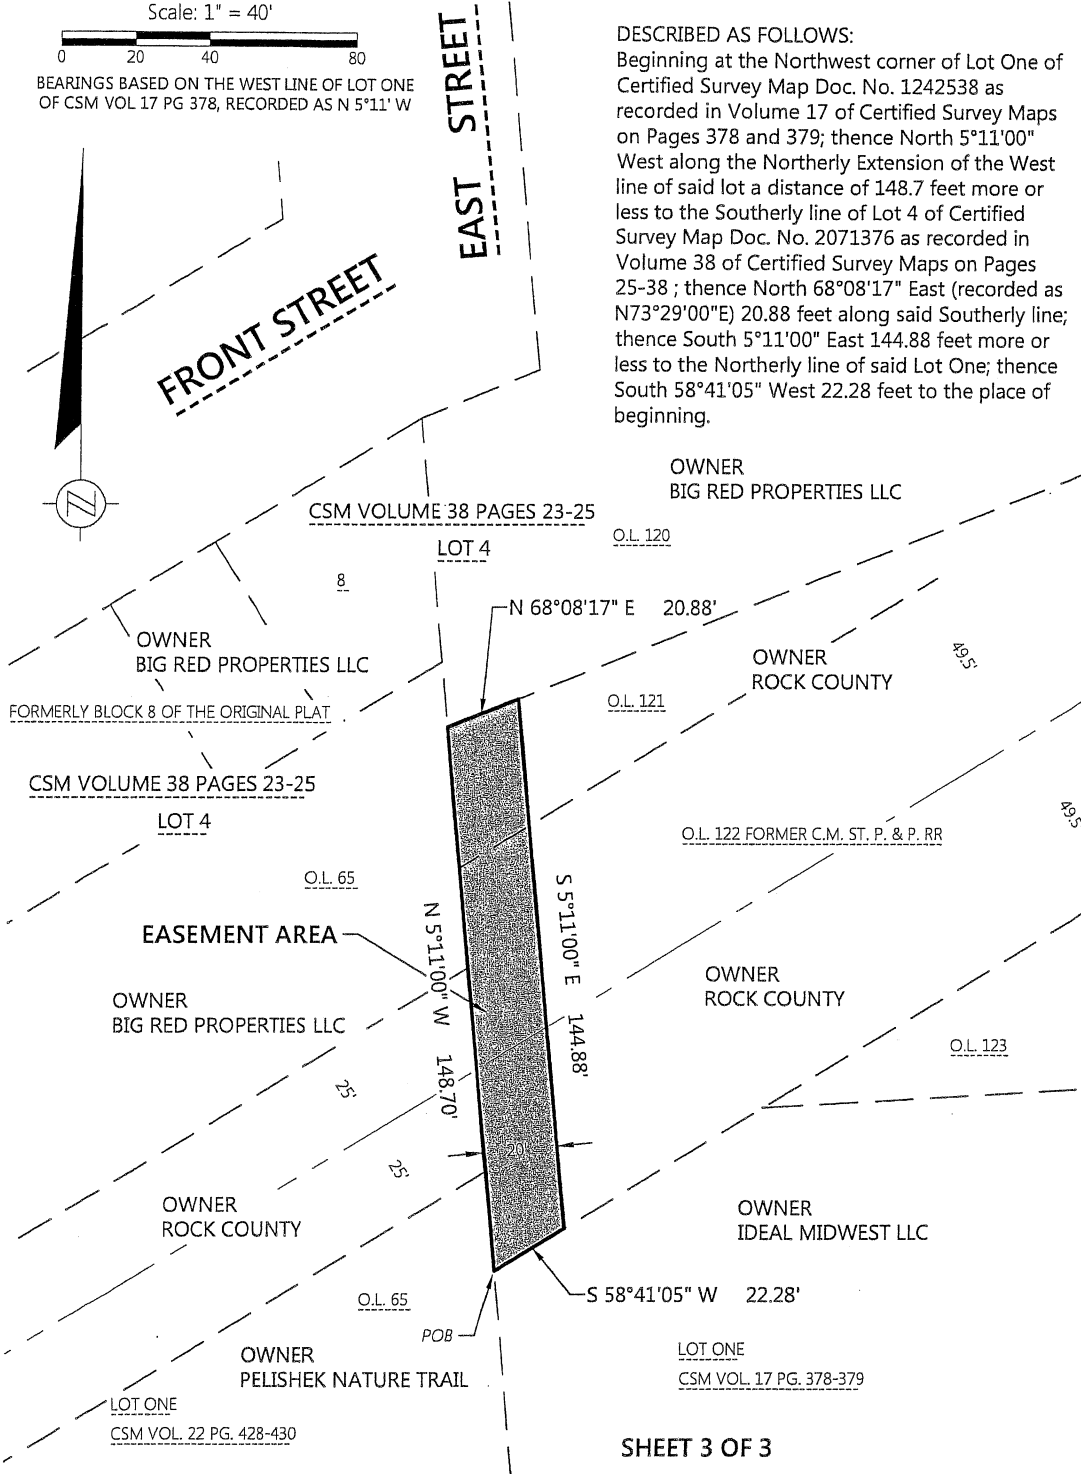 Scale: 1" = 40'
0 20 40 80
BEARINGS BASED ON THE WEST LINE OF LOT ONE
OF CSM VOL 17 PG 378, RECORDED AS N 5°11' W
EAST STREET
FRONT STREET
DESCRIBED AS FOLLOWS:
Beginning at the Northwest corner of Lot One of
Certified Survey Map Doc. No. 1242538 as
recorded in Volume 17 of Certified Survey Maps
on Pages 378 and 379; thence North 5°11'00"
West along the Northerly Extension of the West
line of said lot a distance of 148.7 feet more or
less to the Southerly line of Lot 4 of Certified
Survey Map Doc. No. 2071376 as recorded in
Volume 38 of Certified Survey Maps on Pages
25-38 ; thence North 68°08'17" East (recorded as
N73°29'00"E) 20.88 feet along said Southerly line;
thence South 5°11'00" East 144.88 feet more or
less to the Northerly line of said Lot One; thence
South 58°41'05" West 22.28 feet to the place of
beginning.
N
OWNER
BIG RED PROPERTIES LLC
CSM VOLUME 38 PAGES 23-25
LOT 4
O.L. 120
8
N 68°08'17" E 20.88'
OWNER
BIG RED PROPERTIES LLC
FORMERLY BLOCK 8 OF THE ORIGINAL PLAT
OWNER
ROCK COUNTY
49.5'
O.L. 121
CSM VOLUME 38 PAGES 23-25
LOT 4
49.5
O.L. 122 FORMER C.M. ST. P. & P. RR
O.L. 65
EASEMENT AREA
N 5°11'00" W 148.70'
S 5°11'00" E 144.88'
OWNER
ROCK COUNTY
OWNER
BIG RED PROPERTIES LLC
O.L. 123
25'
20'
25'
OWNER
ROCK COUNTY
OWNER
IDEAL MIDWEST LLC
O.L. 65
S 58°41'05" W 22.28'
POB
OWNER
PELISHEK NATURE TRAIL
LOT ONE
CSM VOL. 17 PG. 378-379
LOT ONE
CSM VOL. 22 PG. 428-430
SHEET 3 OF 3